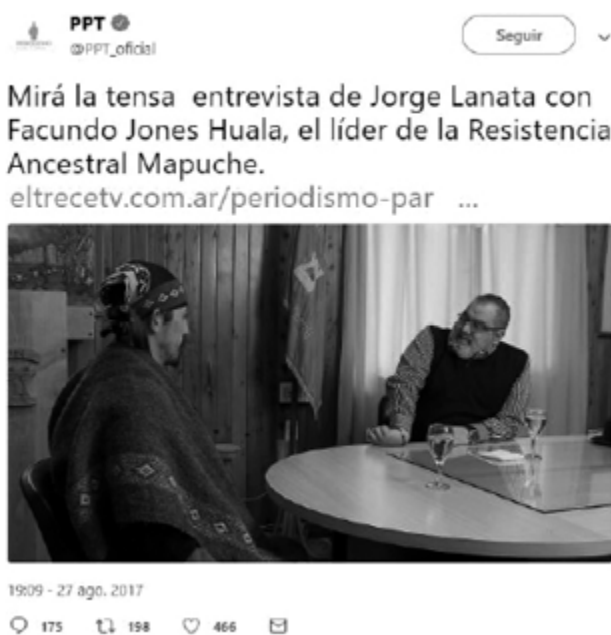 PPT
@PPT_oficial
Seguir
Mirá la tensa entrevista de Jorge Lanata con
Facundo Jones Huala, el líder de la Resistencia
Ancestral Mapuche.
eltrecetv.com.ar/periodismo-par ...
19:09 - 27 ago. 2017
175 198 466